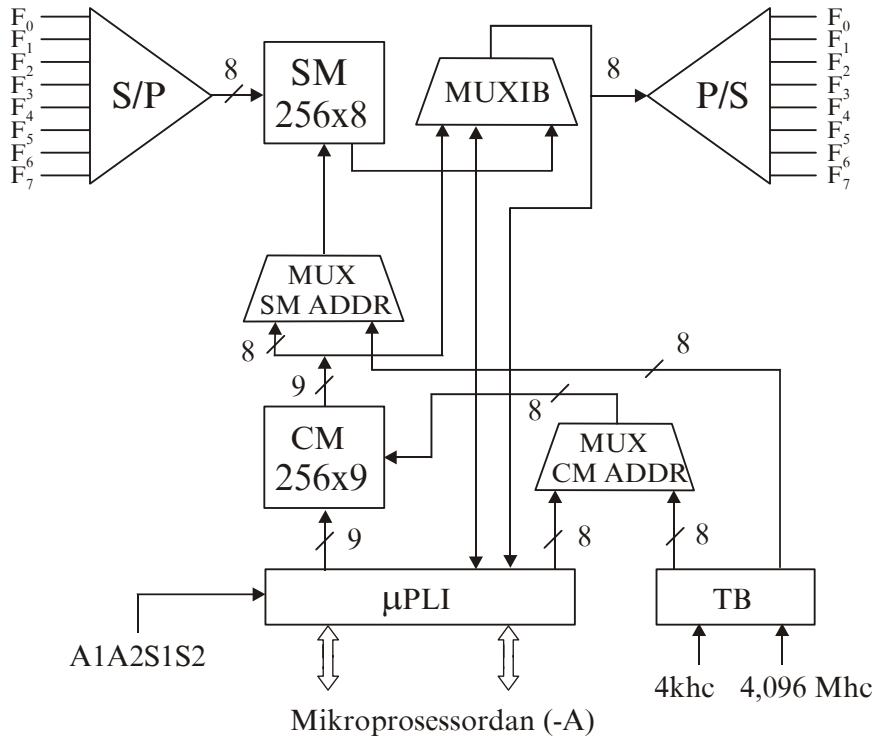 F0
F1
F2
F3
F4
F5
F6
F7
S/P
8
SM
256x8
MUXIB
8
P/S
F0
F1
F2
F3
F4
F5
F6
F7
MUX
SM ADDR
8
8
9
8
CM
256x9
MUX
CM ADDR
9
8
8
µPLI
TB
A1A2S1S2
4khc
4,096 Mhc
Mikroprosessordan (-A)